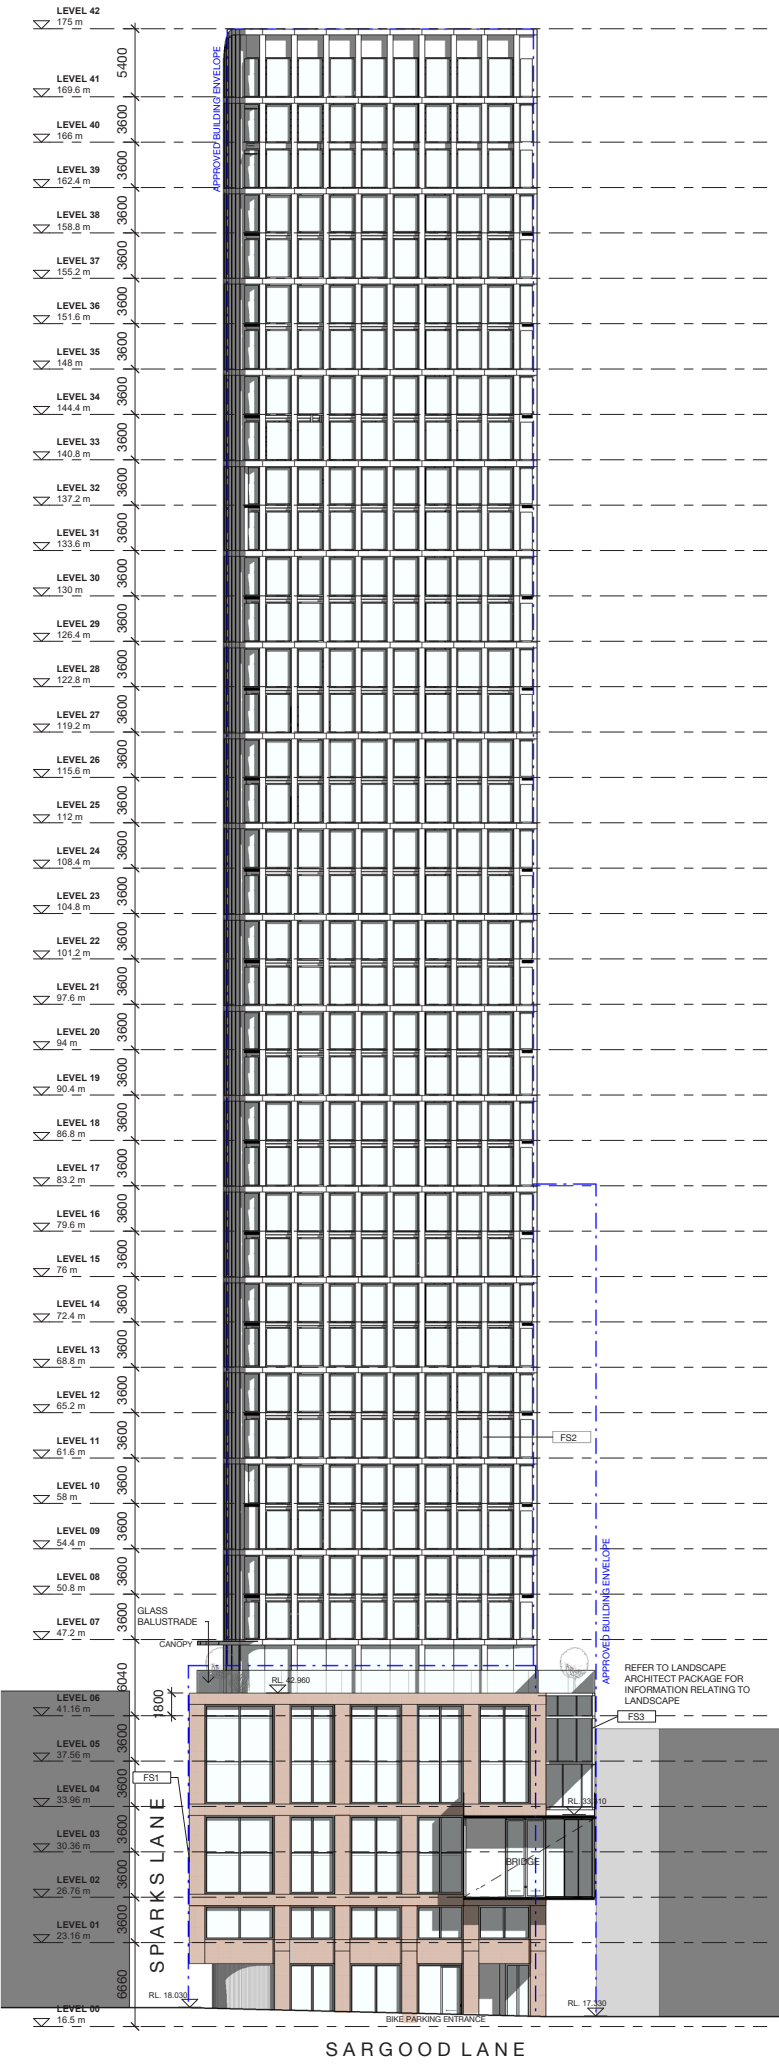 LEVEL 42
175 m
5400
LEVEL 41
169.6 m
3600
LEVEL 40
166 m
3600
LEVEL 39
162.4 m
3600
LEVEL 38
158.8 m
3600
LEVEL 37
155.2 m
3600
LEVEL 36
151.6 m
3600
LEVEL 35
148 m
3600
LEVEL 34
144.4 m
3600
LEVEL 33
140.8 m
3600
LEVEL 32
137.2 m
3600
LEVEL 31
133.6 m
3600
LEVEL 30
130 m
3600
LEVEL 29
126.4 m
3600
LEVEL 28
122.8 m
3600
LEVEL 27
119.2 m
3600
LEVEL 26
115.6 m
3600
LEVEL 25
112 m
3600
LEVEL 24
108.4 m
3600
LEVEL 23
104.8 m
3600
LEVEL 22
101.2 m
3600
LEVEL 21
97.6 m
3600
LEVEL 20
94 m
3600
LEVEL 19
90.4 m
3600
LEVEL 18
86.8 m
3600
LEVEL 17
83.2 m
3600
LEVEL 16
79.6 m
3600
LEVEL 15
76 m
3600
LEVEL 14
72.4 m
3600
LEVEL 13
68.8 m
3600
LEVEL 12
65.2 m
3600
LEVEL 11
61.6 m
3600
LEVEL 10
58 m
3600
LEVEL 09
54.4 m
3600
LEVEL 08
50.8 m
3600
LEVEL 07
47.2 m
6040
LEVEL 06
41.16 m
1800
3600
LEVEL 05
37.56 m
3600
LEVEL 04
33.96 m
3600
LEVEL 03
30.36 m
3600
LEVEL 02
26.76 m
3600
LEVEL 01
23.16 m
6660
LEVEL 00
16.5 m
APPROVED BUILDING ENVELOPE
FS2
APPROVED BUILDING ENVELOPE
GLASS
BALUSTRADE
CANOPY
RL. 42.960
REFER TO LANDSCAPE
ARCHITECT PACKAGE FOR
INFORMATION RELATING TO
LANDSCAPE
FS3
FS1
RL. 33.310
BRIDGE
SPARKS LANE
RL. 18.030
RL. 17.330
BIKE PARKING ENTRANCE
SARGOOD LANE